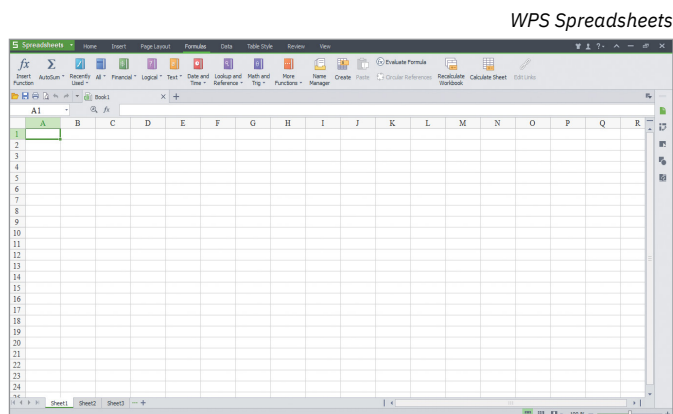 WPS Spreadsheets
S Spreadsheets Home Insert Page Layout Formulas Data Table Style Review View
fx Σ Evaluate Formula
Insert AutoSum Recently All Financial Logical Text Date and Lookup and Math and More Name Create Paste Circular References Recalculate Calculate Sheet Edit Links
Function Used Time Reference Trig Functions Manager Workbook
Book1 × +
A1 fx
A B C D E F G H I J K L M N O P Q R
1
2
3
4
5
6
7
8
9
10
11
12
13
14
15
16
17
18
19
20
21
22
23
24
25
Sheet1 Sheet2 Sheet3 ··· +
100 %